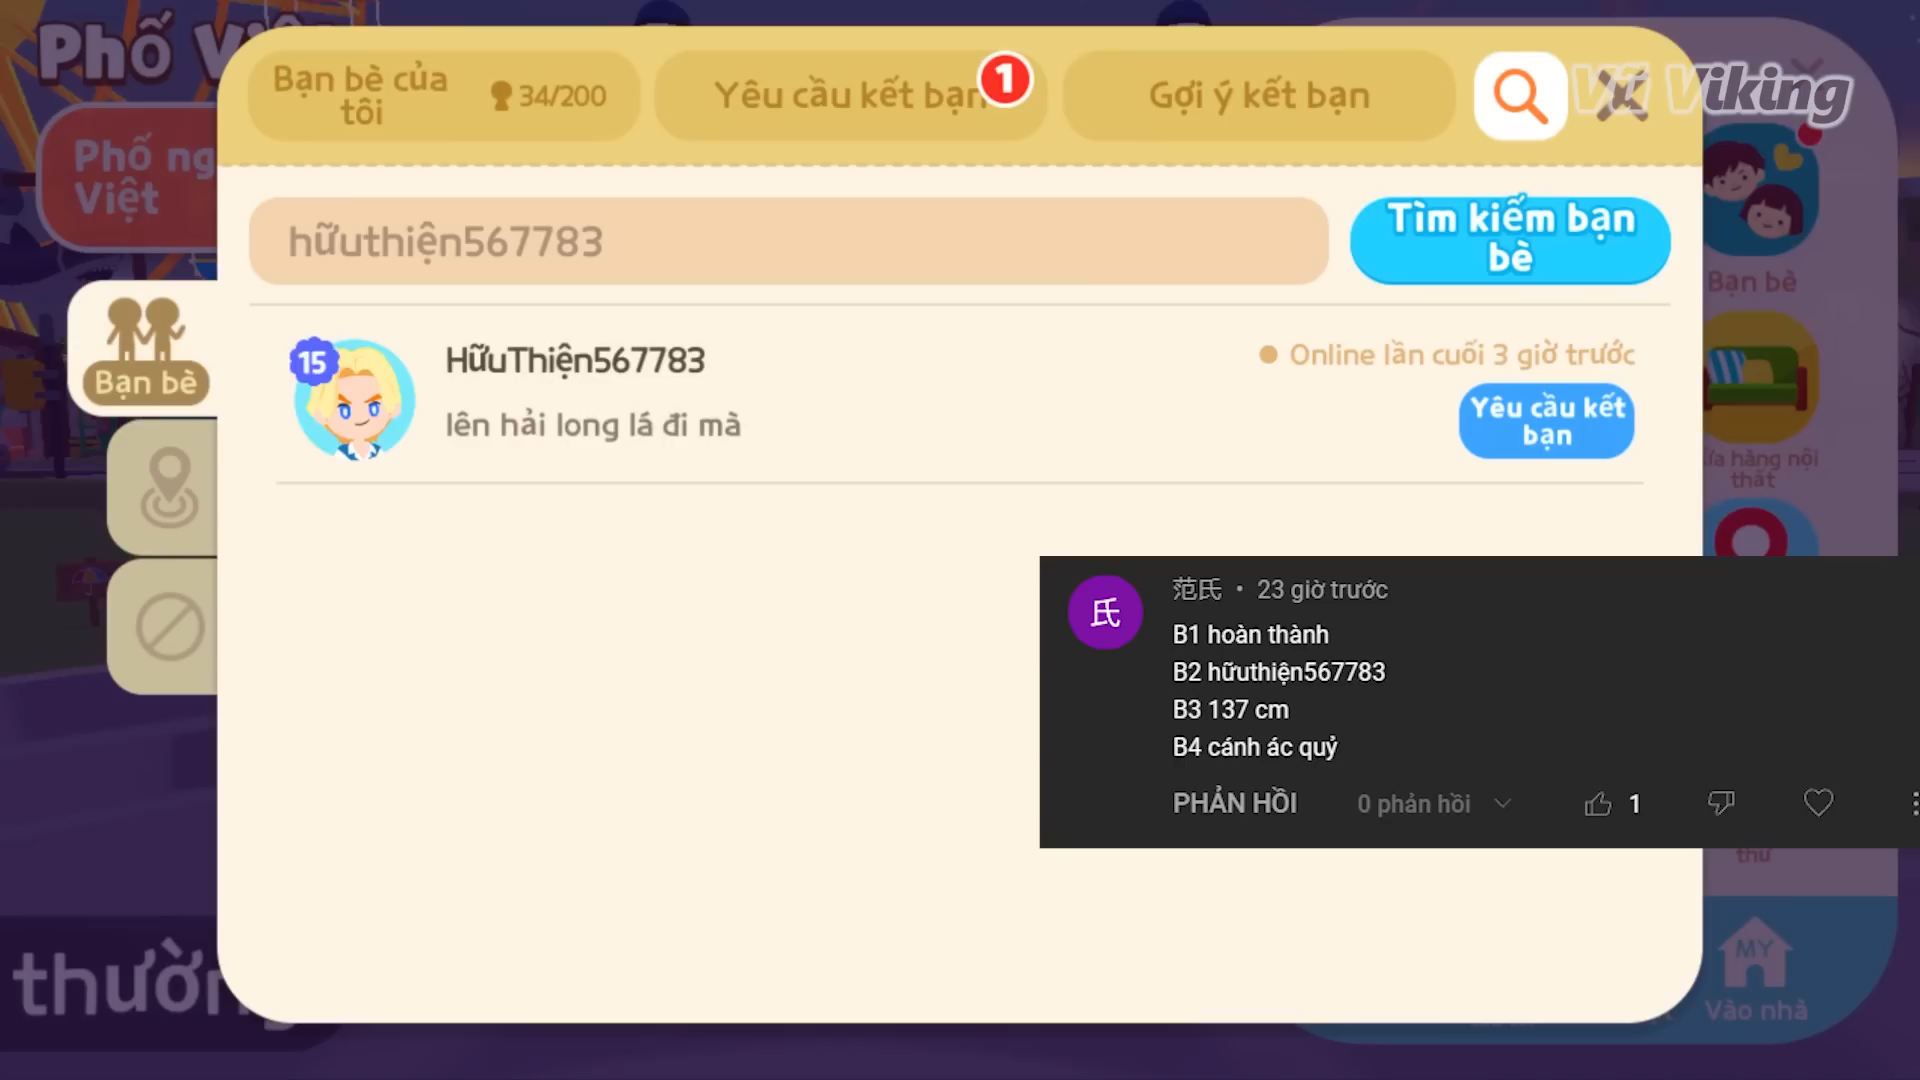 Phố Việt
Bạn bè của
tôi
34/200
Yêu cầu kết bạn
1
Gợi ý kết bạn
Vũ Viking
Phố ng
Việt
hữuthiện567783
Tìm kiếm bạn
bè
15
HữuThiện567783
Online lần cuối 3 giờ trước
lên hải long lá đi mà
Yêu cầu kết
bạn
Bạn bè
Bạn bè
ửa hàng nội
thất
氏
范氏 • 23 giờ trước
B1 hoàn thành
B2 hữuthiện567783
B3 137 cm
B4 cánh ác quỷ
PHẢN HỒI
0 phản hồi
1
thư
thường
MY
Vào nhà